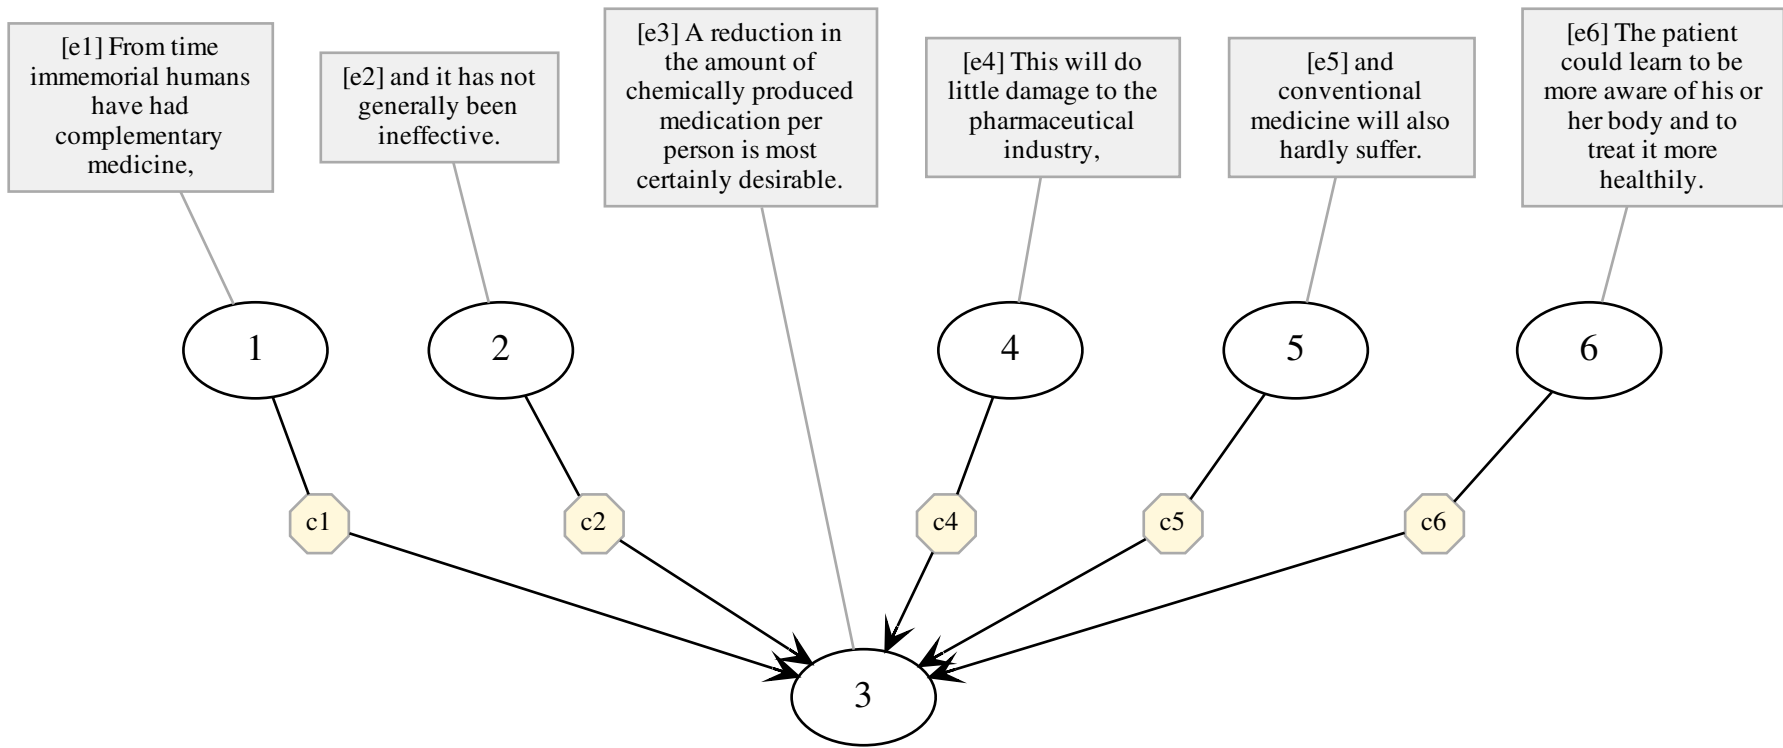 [e1] From time
immemorial humans
have had
complementary
medicine,
[e2] and it has not
generally been
ineffective.
[e3] A reduction in
the amount of
chemically produced
medication per
person is most
certainly desirable.
[e4] This will do
little damage to the
pharmaceutical
industry,
[e5] and
conventional
medicine will also
hardly suffer.
[e6] The patient
could learn to be
more aware of his or
her body and to
treat it more
healthily.
1
2
4
5
6
c1
c2
c4
c5
c6
3